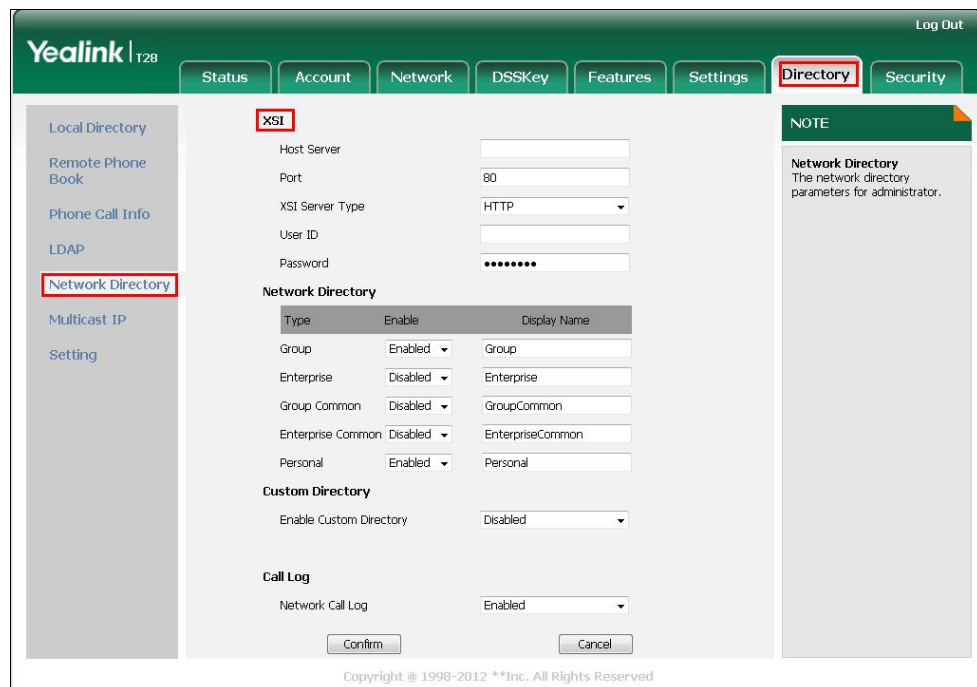 Log Out
Yealink T28
Status Account Network DSSKey Features Settings Directory Security
Local Directory
Remote Phone
Book
Phone Call Info
LDAP
Network Directory
Multicast IP
Setting
XSI
Host Server
Port 80
XSI Server Type HTTP
User ID
Password ••••••••
Network Directory
Type Enable Display Name
Group Enabled Group
Enterprise Disabled Enterprise
Group Common Disabled GroupCommon
Enterprise Common Disabled EnterpriseCommon
Personal Enabled Personal
Custom Directory
Enable Custom Directory Disabled
Call Log
Network Call Log Enabled
Confirm Cancel
NOTE
Network Directory
The network directory
parameters for administrator.
Copyright @ 1998-2012 **Inc. All Rights Reserved